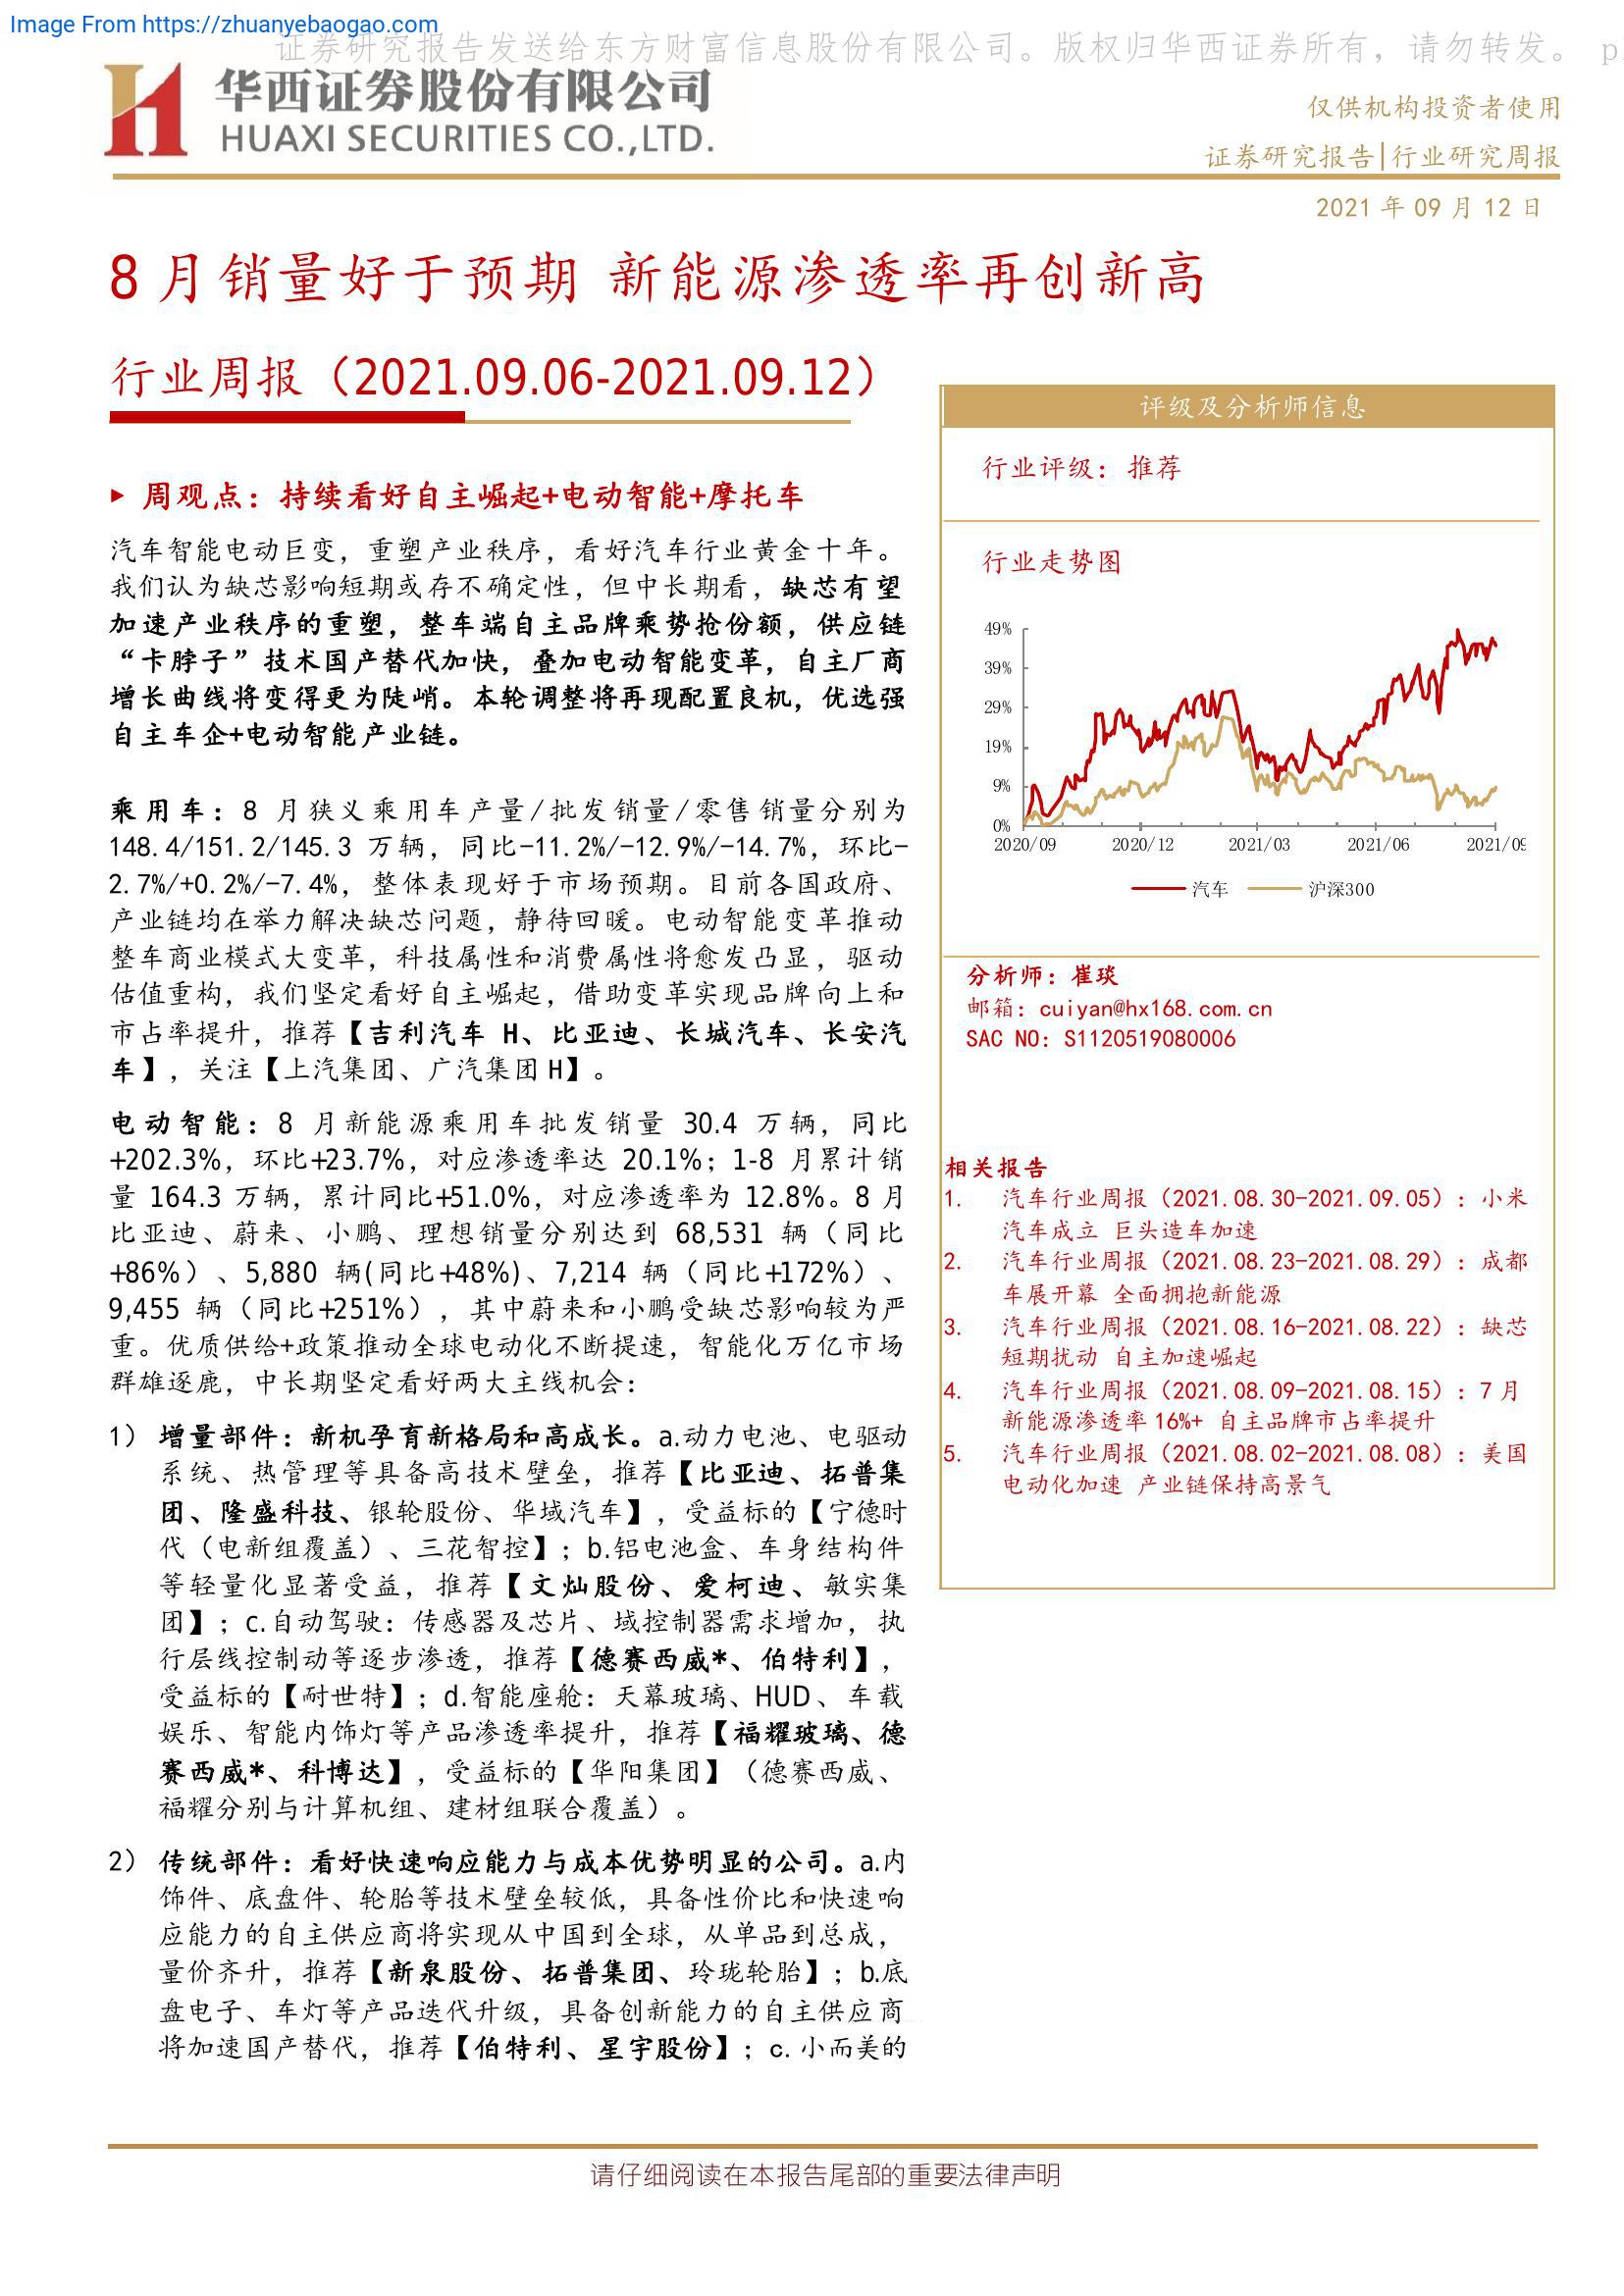 Image From https://zhuanyebaogao.com
证券研究报告发送给东方财富信息股份有限公司。版权归华西证券所有，请勿转发。 p
华西证券股份有限公司
HUAXI SECURITIES CO.,LTD.
仅供机构投资者使用
证券研究报告|行业研究周报
2021 年 09 月 12 日
8 月销量好于预期 新能源渗透率再创新高
行业周报（2021.09.06-2021.09.12）
► 周观点：持续看好自主崛起+电动智能+摩托车
汽车智能电动巨变，重塑产业秩序，看好汽车行业黄金十年。
我们认为缺芯影响短期或存不确定性，但中长期看，缺芯有望
加速产业秩序的重塑，整车端自主品牌乘势抢份额，供应链
“卡脖子”技术国产替代加快，叠加电动智能变革，自主厂商
增长曲线将变得更为陡峭。本轮调整将再现配置良机，优选强
自主车企+电动智能产业链。
乘用车：8 月狭义乘用车产量/批发销量/零售销量分别为
148.4/151.2/145.3 万辆，同比-11.2%/-12.9%/-14.7%，环比-
2.7%/+0.2%/-7.4%，整体表现好于市场预期。目前各国政府、
产业链均在举力解决缺芯问题，静待回暖。电动智能变革推动
整车商业模式大变革，科技属性和消费属性将愈发凸显，驱动
估值重构，我们坚定看好自主崛起，借助变革实现品牌向上和
市占率提升，推荐【吉利汽车 H、比亚迪、长城汽车、长安汽
车】，关注【上汽集团、广汽集团 H】。
电动智能：8 月新能源乘用车批发销量 30.4 万辆，同比
+202.3%，环比+23.7%，对应渗透率达 20.1%；1-8 月累计销
量 164.3 万辆，累计同比+51.0%，对应渗透率为 12.8%。8 月
比亚迪、蔚来、小鹏、理想销量分别达到 68,531 辆（同比
+86%）、5,880 辆(同比+48%)、7,214 辆（同比+172%）、
9,455 辆（同比+251%），其中蔚来和小鹏受缺芯影响较为严
重。优质供给+政策推动全球电动化不断提速，智能化万亿市场
群雄逐鹿，中长期坚定看好两大主线机会：
1） 增量部件：新机孕育新格局和高成长。a.动力电池、电驱动
系统、热管理等具备高技术壁垒，推荐【比亚迪、拓普集
团、隆盛科技、银轮股份、华域汽车】，受益标的【宁德时
代（电新组覆盖）、三花智控】；b.铝电池盒、车身结构件
等轻量化显著受益，推荐【文灿股份、爱柯迪、敏实集
团】；c.自动驾驶：传感器及芯片、域控制器需求增加，执
行层线控制动等逐步渗透，推荐【德赛西威*、伯特利】，
受益标的【耐世特】；d.智能座舱：天幕玻璃、HUD、车载
娱乐、智能内饰灯等产品渗透率提升，推荐【福耀玻璃、德
赛西威*、科博达】，受益标的【华阳集团】（德赛西威、
福耀分别与计算机组、建材组联合覆盖）。
2） 传统部件：看好快速响应能力与成本优势明显的公司。a.内
饰件、底盘件、轮胎等技术壁垒较低，具备性价比和快速响
应能力的自主供应商将实现从中国到全球，从单品到总成，
量价齐升，推荐【新泉股份、拓普集团、玲珑轮胎】；b.底
盘电子、车灯等产品迭代升级，具备创新能力的自主供应商
将加速国产替代，推荐【伯特利、星宇股份】；c.小而美的
评级及分析师信息
行业评级：推荐
行业走势图
49%
39%
29%
19%
9%
0%
2020/09 2020/12 2021/03 2021/06 2021/09
汽车 沪深300
分析师：崔琰
邮箱：cuiyan@hx168.com.cn
SAC NO：S1120519080006
相关报告
1. 汽车行业周报（2021.08.30-2021.09.05）：小米
汽车成立 巨头造车加速
2. 汽车行业周报（2021.08.23-2021.08.29）：成都
车展开幕 全面拥抱新能源
3. 汽车行业周报（2021.08.16-2021.08.22）：缺芯
短期扰动 自主加速崛起
4. 汽车行业周报（2021.08.09-2021.08.15）：7 月
新能源渗透率 16%+ 自主品牌市占率提升
5. 汽车行业周报（2021.08.02-2021.08.08）：美国
电动化加速 产业链保持高景气
请仔细阅读在本报告尾部的重要法律声明